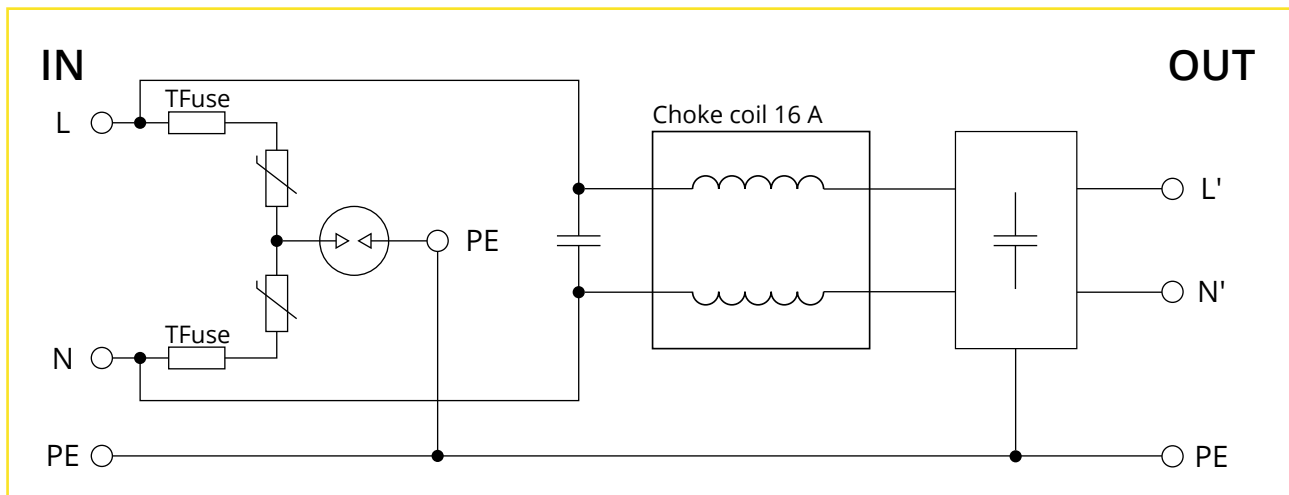 IN
OUT
TFuse
L
Choke coil 16 A
L'
PE
N'
TFuse
N
PE
PE